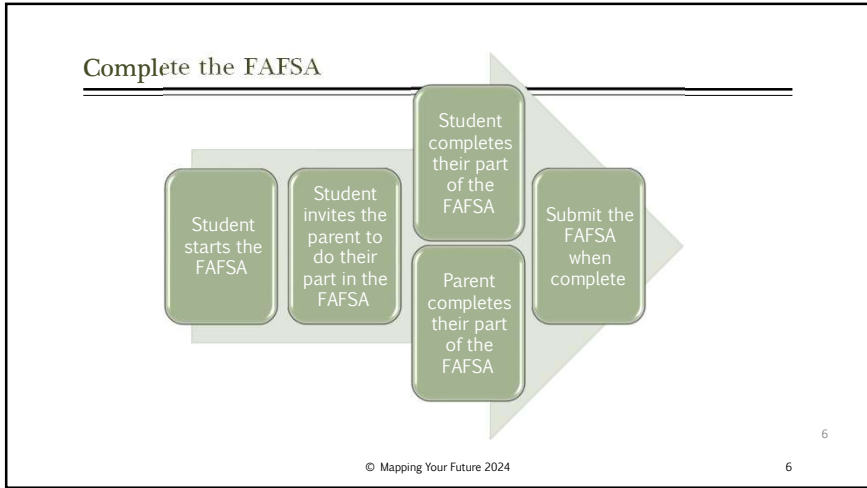 Complete the FAFSA
Student
starts the
FAFSA
Student
invites the
parent to
do their
part in the
FAFSA
Student
completes
their part
of the
FAFSA
Parent
completes
their part
of the
FAFSA
Submit the
FAFSA
when
complete
6
© Mapping Your Future 2024
6